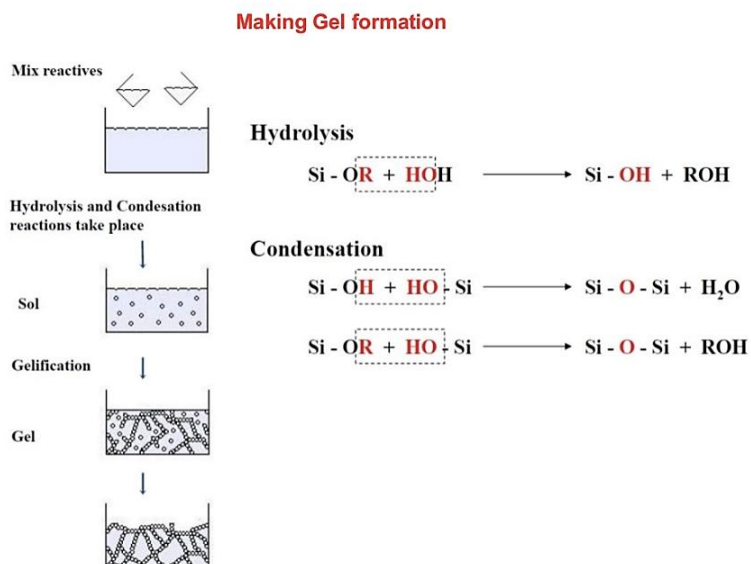 Making Gel formation
Mix reactives
Hydrolysis
Si - OR + HOH Si - OH + ROH
Hydrolysis and Condesation
reactions take place
Condensation
Si - OH + HO - Si Si - O - Si + H₂O
Sol
Si - OR + HO - Si Si - O - Si + ROH
Gelification
Gel